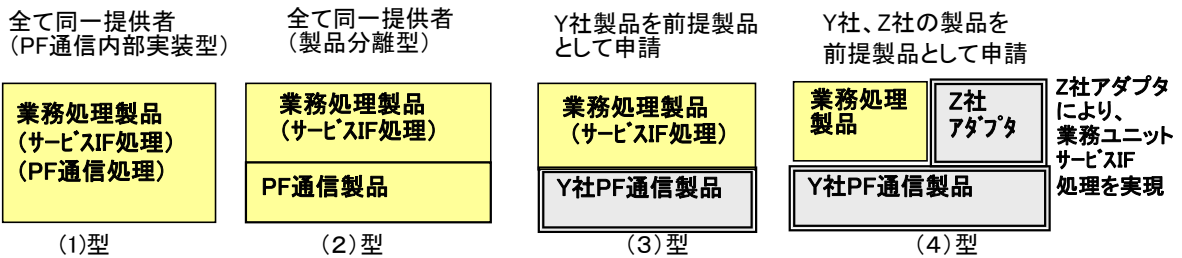 全て同一提供者
(PF通信内部実装型)
業務処理製品
(サービスIF処理)
(PF通信処理)
(1)型
全て同一提供者
(製品分離型)
業務処理製品
(サービスIF処理)
PF通信製品
(2)型
Y社製品を前提製品
として申請
業務処理製品
(サービスIF処理)
Y社PF通信製品
(3)型
Y社、Z社の製品を
前提製品として申請
業務処理
製品
Z社
アダプタ
Y社PF通信製品
Z社アダプタ
により、
業務ユニット
サービスIF
処理を実現
(4)型